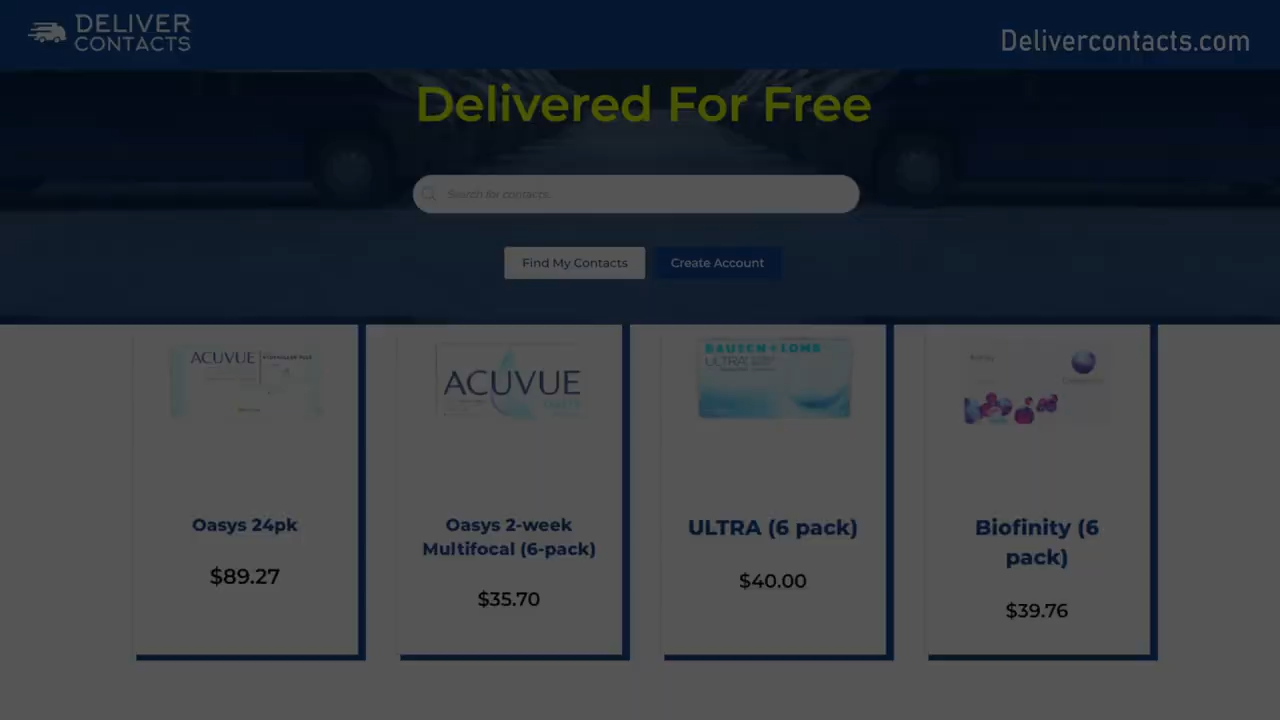 DELIVER
CONTACTS
Delivercontacts.com
Delivered For Free
Search for contacts
Find My Contacts
Create Account
ACUVUE
ACUVUE
BAUSCH + LOMB
ULTRA
Oasys 24pk
$89.27
Oasys 2-week
Multifocal (6-pack)
$35.70
ULTRA (6 pack)
$40.00
Biofinity (6
pack)
$39.76